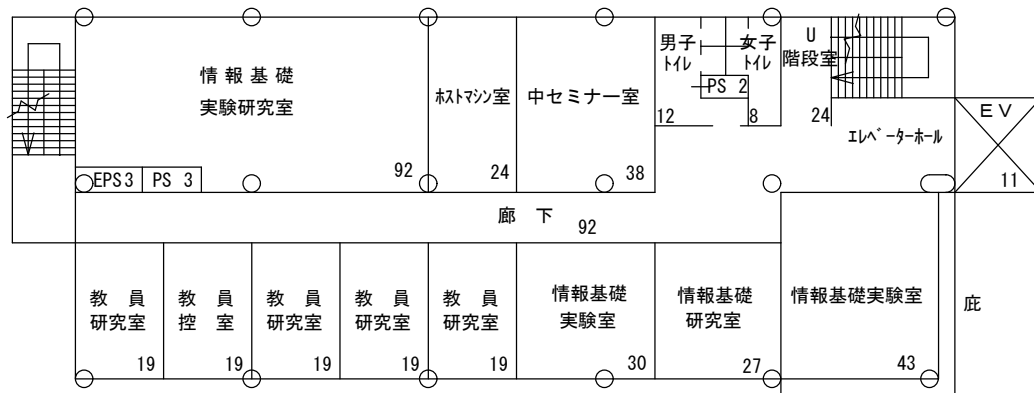 情報基礎
実験研究室
92
EPS3
PS 3
ホストマシン室
24
中セミナー室
38
男子
トイレ
12
PS 2
女子
トイレ
8
U
階段室
24
エレベーターホール
EV
11
廊下
92
教員
研究室
19
教員
控室
19
教員
研究室
19
教員
研究室
19
教員
研究室
19
情報基礎
実験室
30
情報基礎
研究室
27
情報基礎実験室
43
庇